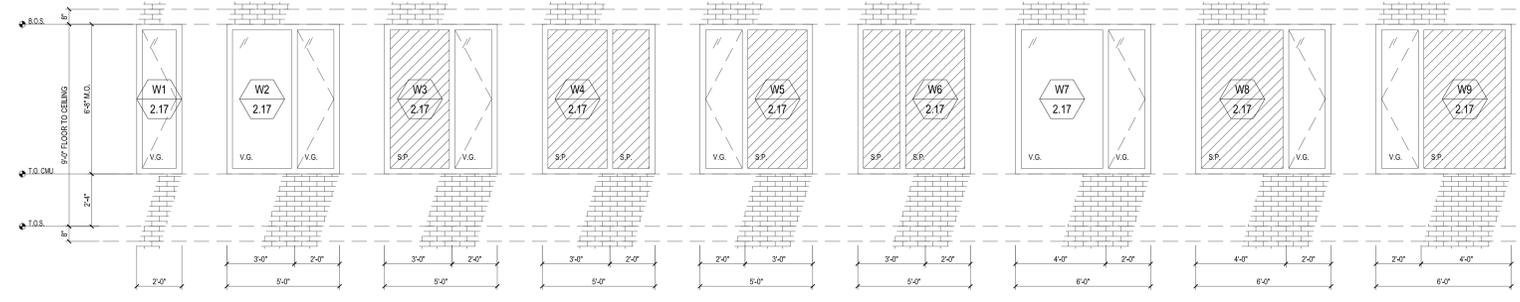 8"
B.O.S.
9'-0" FLOOR TO CEILING
6'-8" M.O.
T.O. CMU
2'-4"
T.O.S.
8"
W1
2.17
V.G.
2'-0"
W2
2.17
V.G.
V.G.
3'-0"
2'-0"
5'-0"
W3
2.17
S.P.
V.G.
3'-0"
2'-0"
5'-0"
W4
2.17
S.P.
S.P.
3'-0"
2'-0"
5'-0"
W5
2.17
V.G.
S.P.
2'-0"
3'-0"
5'-0"
W6
2.17
S.P.
S.P.
3'-0"
2'-0"
5'-0"
W7
2.17
V.G.
V.G.
4'-0"
2'-0"
6'-0"
W8
2.17
S.P.
V.G.
4'-0"
2'-0"
6'-0"
W9
2.17
V.G.
S.P.
2'-0"
4'-0"
6'-0"